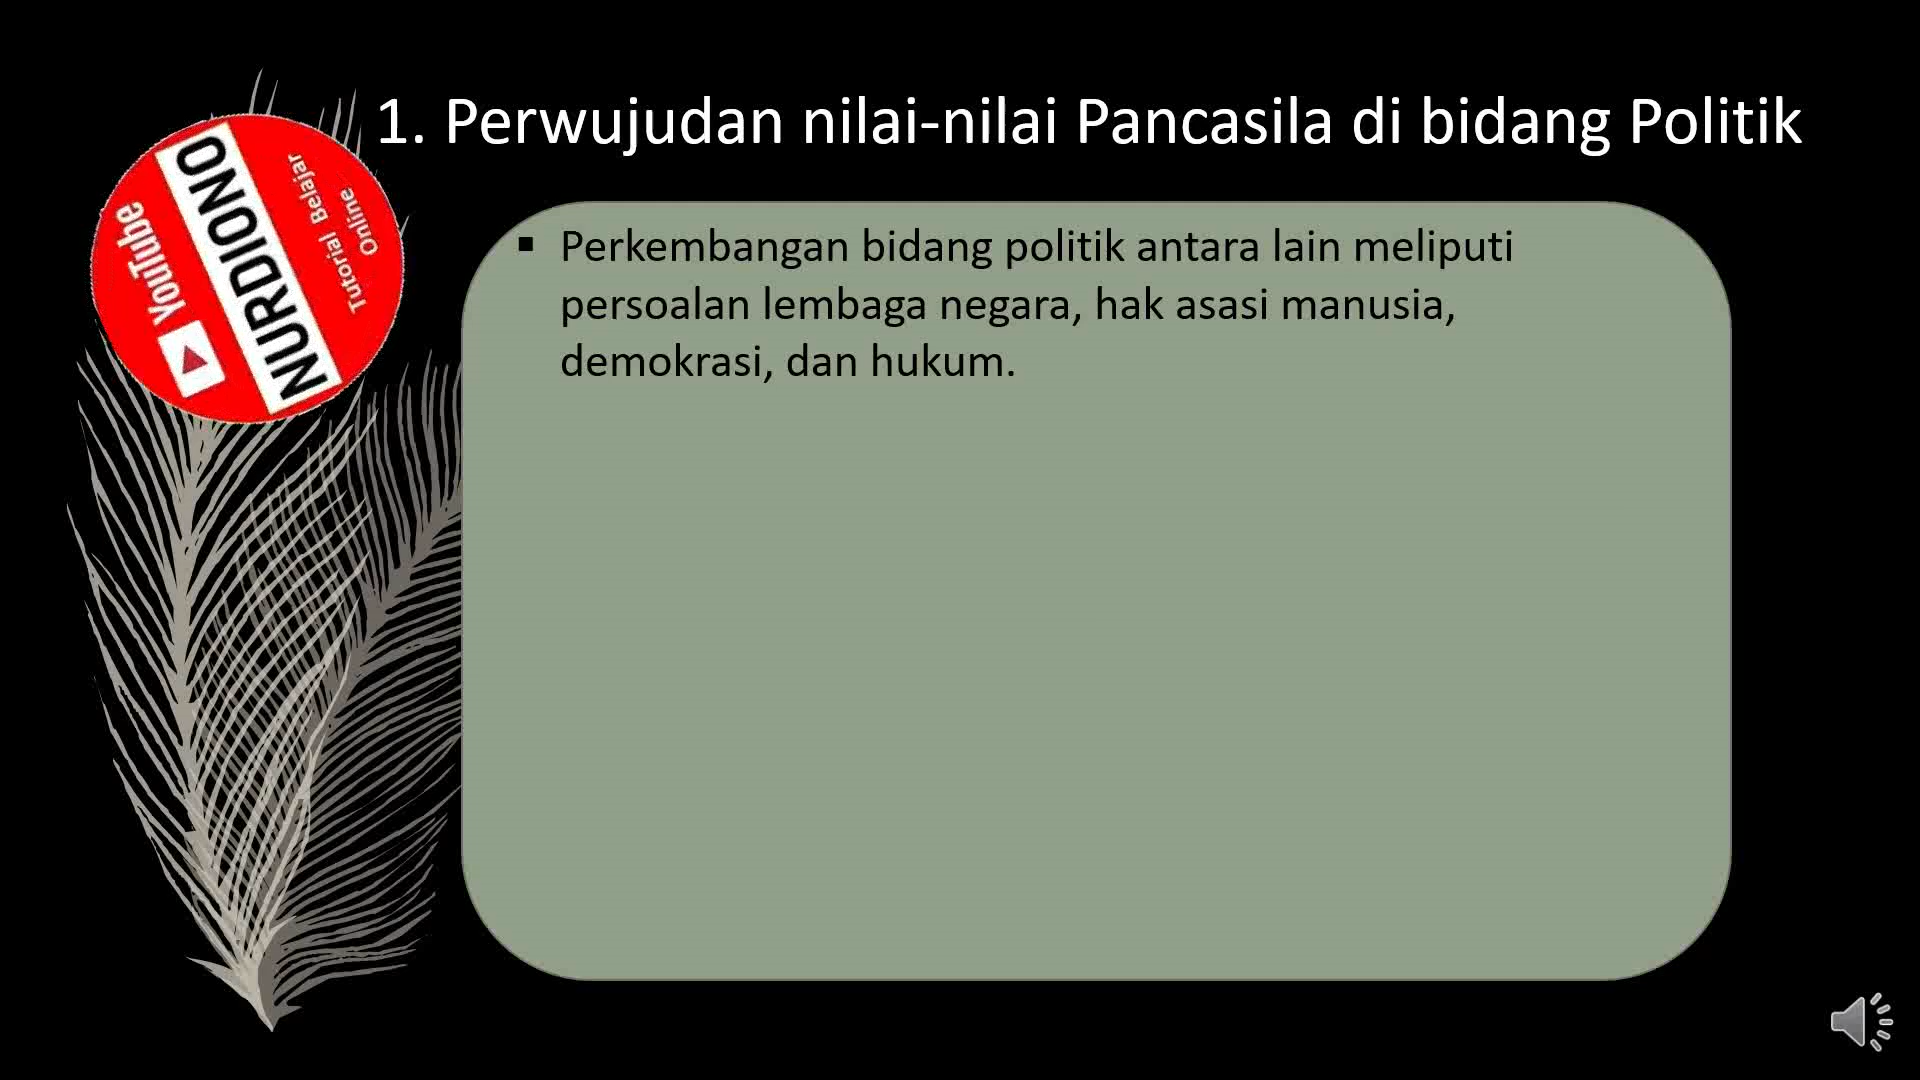 1. Perwujudan nilai-nilai Pancasila di bidang Politik
YouTube
NURDIONO
Tutorial Belajar
Online
▪ Perkembangan bidang politik antara lain meliputi
persoalan lembaga negara, hak asasi manusia,
demokrasi, dan hukum.